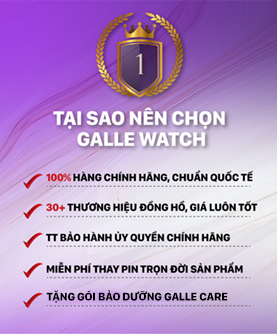 1
TẠI SAO NÊN CHỌN
GALLE WATCH
100% HÀNG CHÍNH HÃNG, CHUẨN QUỐC TẾ
30+ THƯƠNG HIỆU ĐỒNG HỒ, GIÁ LUÔN TỐT
TT BẢO HÀNH ỦY QUYỀN CHÍNH HÃNG
MIỄN PHÍ THAY PIN TRỌN ĐỜI SẢN PHẨM
TẶNG GÓI BẢO DƯỠNG GALLE CARE